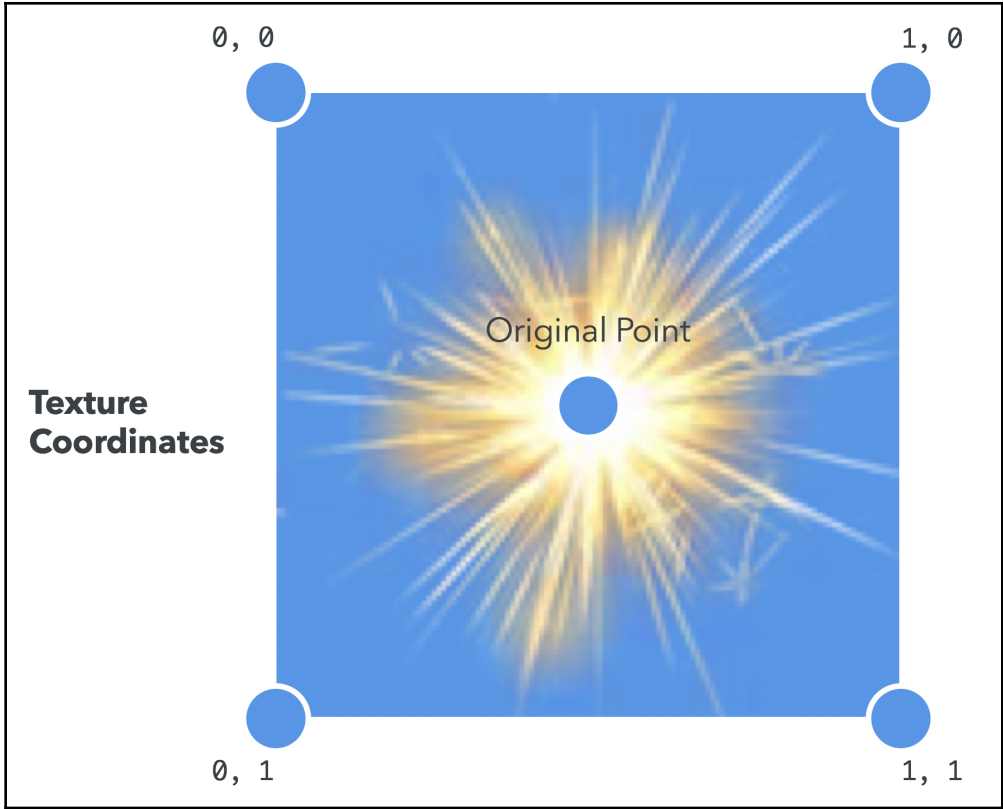 0, 0
1, 0
Original Point
Texture
Coordinates
0, 1
1, 1